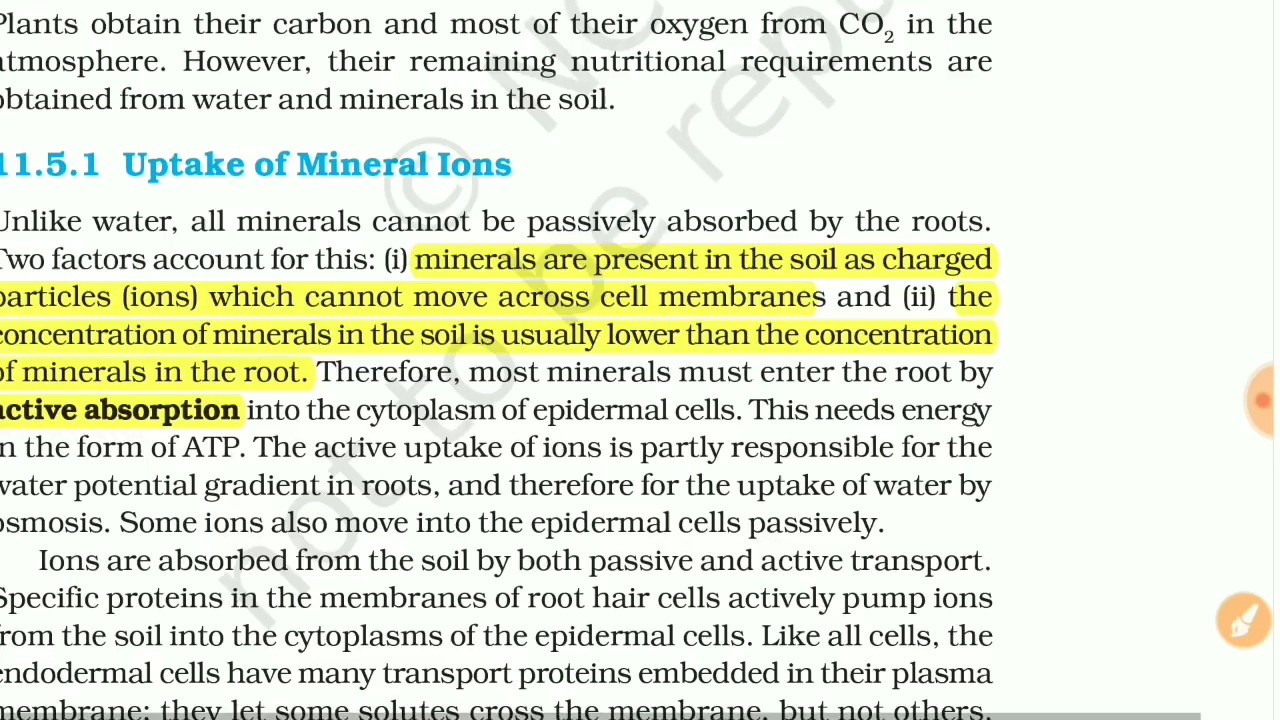 Plants obtain their carbon and most of their oxygen from CO₂ in the
atmosphere. However, their remaining nutritional requirements are
obtained from water and minerals in the soil.
11.5.1 Uptake of Mineral Ions
Unlike water, all minerals cannot be passively absorbed by the roots.
Two factors account for this: (i) minerals are present in the soil as charged
particles (ions) which cannot move across cell membranes and (ii) the
concentration of minerals in the soil is usually lower than the concentration
of minerals in the root. Therefore, most minerals must enter the root by
active absorption into the cytoplasm of epidermal cells. This needs energy
in the form of ATP. The active uptake of ions is partly responsible for the
water potential gradient in roots, and therefore for the uptake of water by
osmosis. Some ions also move into the epidermal cells passively.
Ions are absorbed from the soil by both passive and active transport.
Specific proteins in the membranes of root hair cells actively pump ions
from the soil into the cytoplasms of the epidermal cells. Like all cells, the
endodermal cells have many transport proteins embedded in their plasma
membrane; they let some solutes cross the membrane, but not others.
© NC
not to be rep